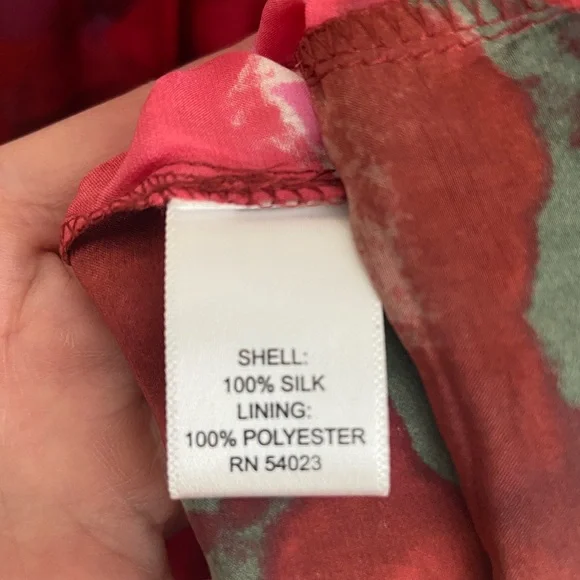 SHELL:
100% SILK
LINING:
100% POLYESTER
RN 54023